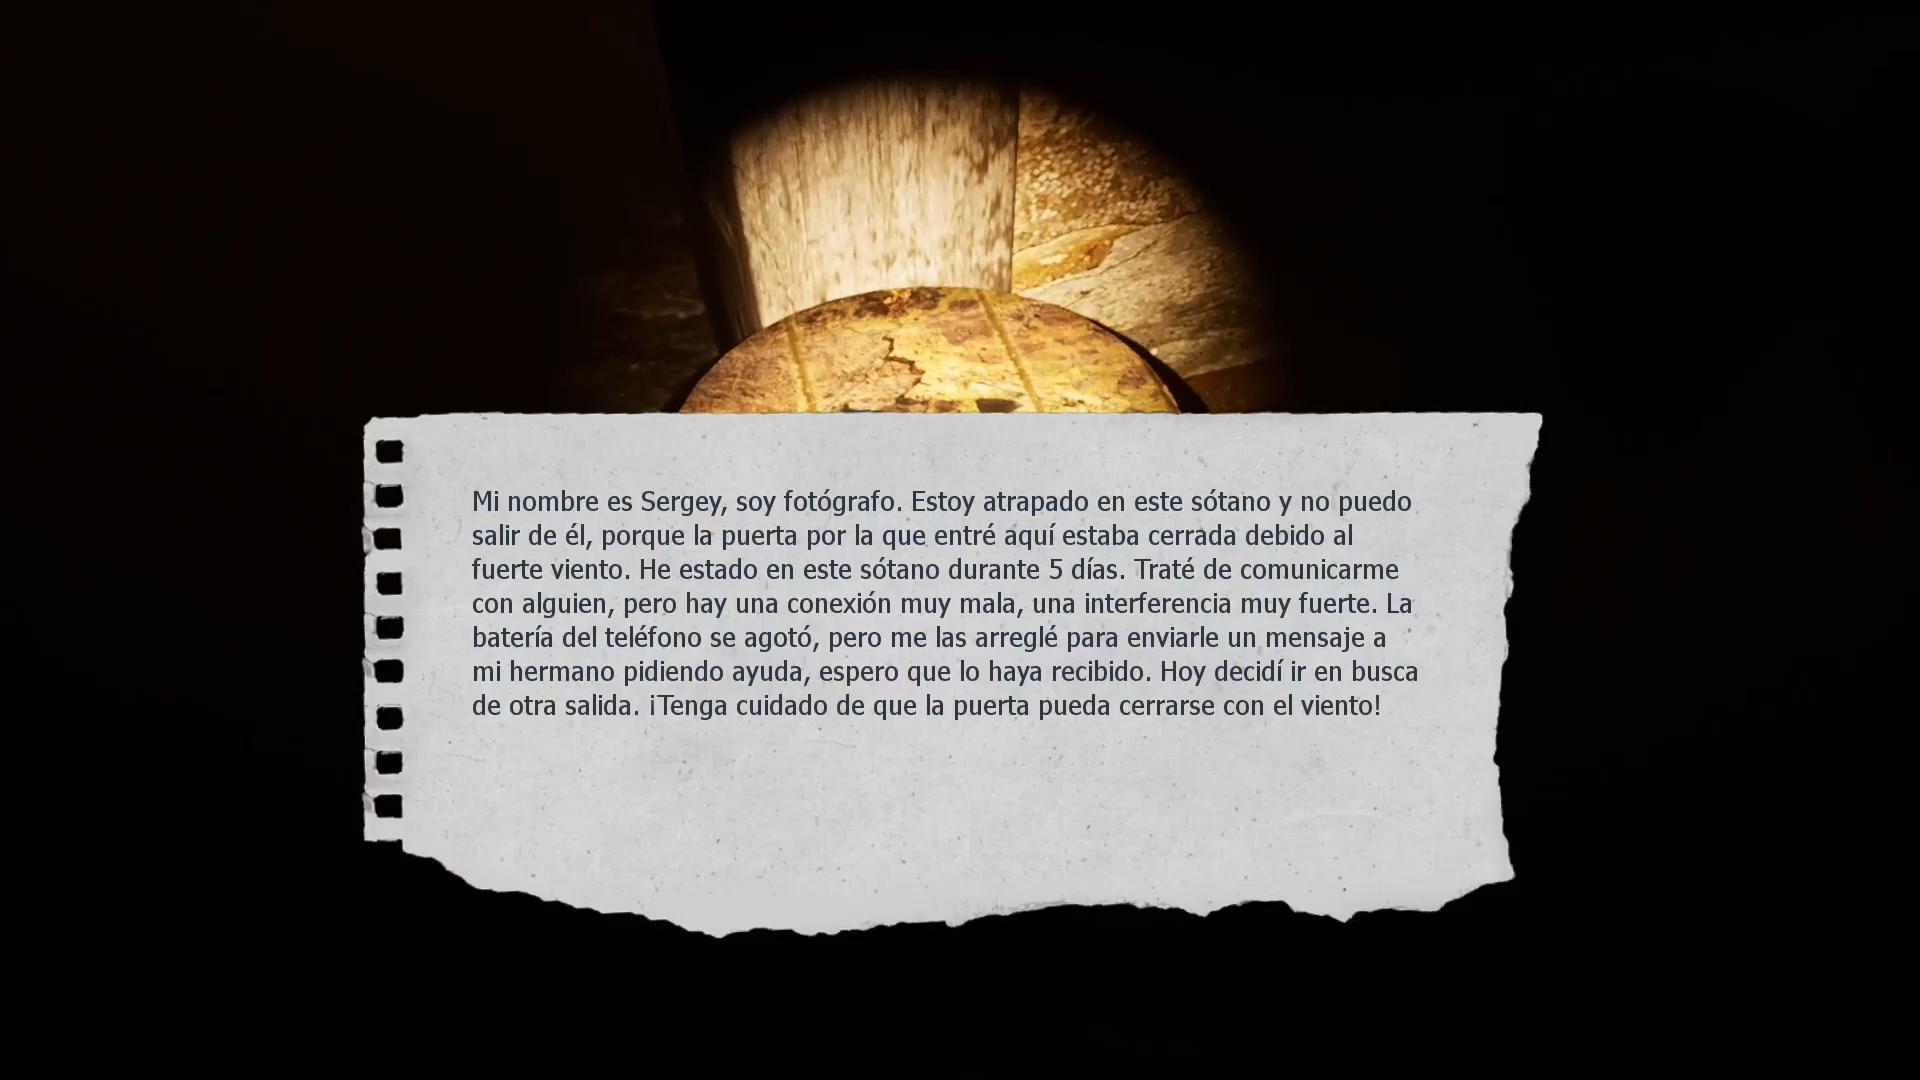 Mi nombre es Sergey, soy fotógrafo. Estoy atrapado en este sótano y no puedo
salir de él, porque la puerta por la que entré aquí estaba cerrada debido al
fuerte viento. He estado en este sótano durante 5 días. Traté de comunicarme
con alguien, pero hay una conexión muy mala, una interferencia muy fuerte. La
batería del teléfono se agotó, pero me las arreglé para enviarle un mensaje a
mi hermano pidiendo ayuda, espero que lo haya recibido. Hoy decidí ir en busca
de otra salida. ¡Tenga cuidado de que la puerta pueda cerrarse con el viento!